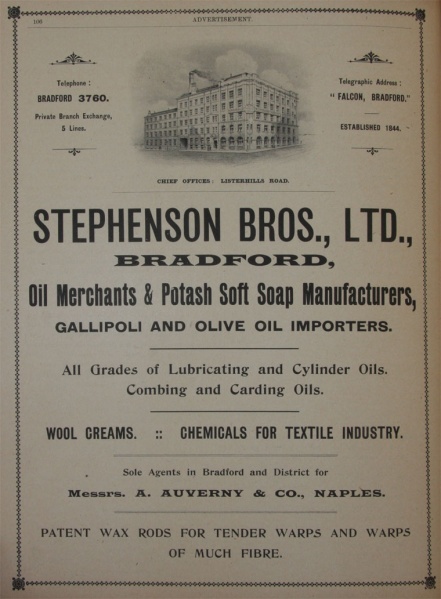 106
ADVERTISEMENT.
Telephone :
BRADFORD 3760.
Private Branch Exchange,
5 Lines.
Telegraphic Address :
"FALCON, BRADFORD."
ESTABLISHED 1844.
CHIEF OFFICES: LISTERHILLS ROAD.
STEPHENSON BROS., LTD.,
BRADFORD,
Oil Merchants & Potash Soft Soap Manufacturers,
GALLIPOLI AND OLIVE OIL IMPORTERS.
All Grades of Lubricating and Cylinder Oils.
Combing and Carding Oils.
WOOL CREAMS. :: CHEMICALS FOR TEXTILE INDUSTRY.
Sole Agents in Bradford and District for
Messrs. A. AUVERNY & CO., NAPLES.
PATENT WAX RODS FOR TENDER WARPS AND WARPS
OF MUCH FIBRE.